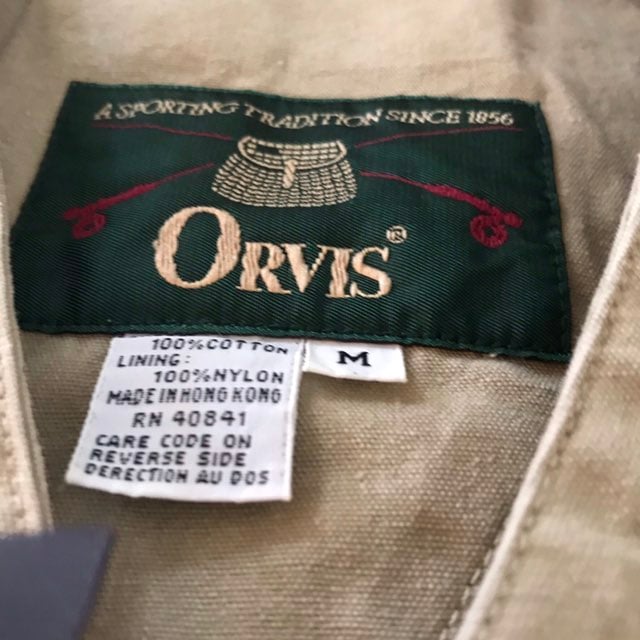 A SPORTING TRADITION SINCE 1856
ORVIS®
M
100% COTTON
LINING:
100% NYLON
MADE IN HONG KONG
RN 40841
CARE CODE ON
REVERSE SIDE
DERECTION AU DOS